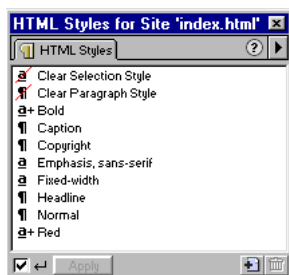 HTML Styles for Site 'index.html'
HTML Styles
a Clear Selection Style
¶ Clear Paragraph Style
a+ Bold
¶ Caption
¶ Copyright
a Emphasis, sans-serif
a Fixed-width
¶ Headline
¶ Normal
a+ Red
Apply